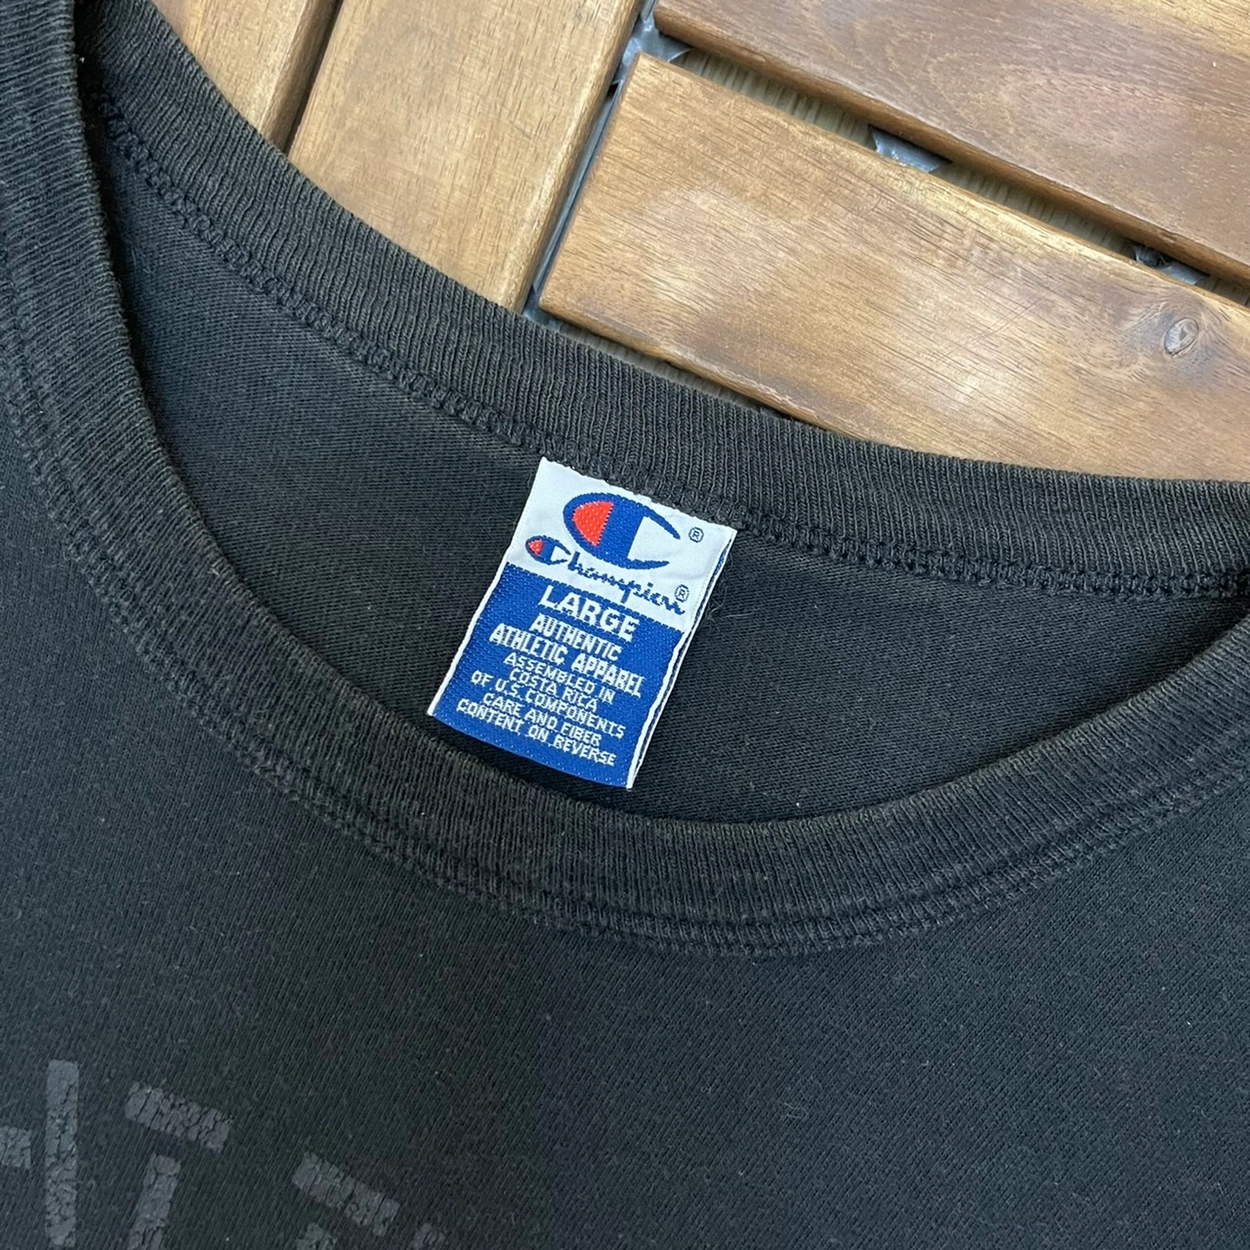 Champion®
LARGE
AUTHENTIC
ATHLETIC APPAREL
ASSEMBLED IN
COSTA RICA
OF U.S. COMPONENTS
CARE AND FIBER
CONTENT ON REVERSE